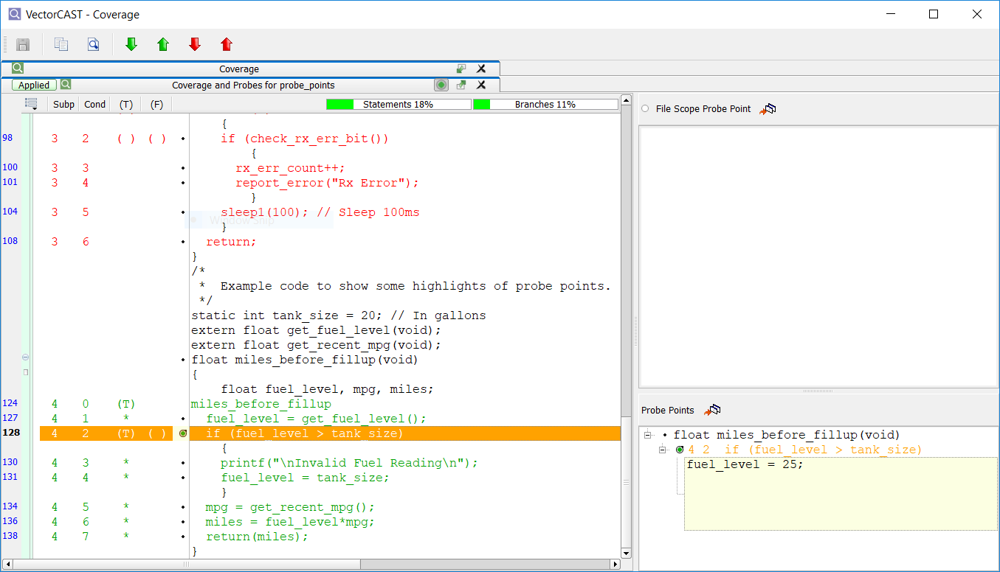 VectorCAST - Coverage
Coverage
Applied Coverage and Probes for probe_points
Subp Cond (T) (F) Statements 18% Branches 11%
{
98 3 2 ( ) ( ) if (check_rx_err_bit())
{
100 3 3 rx_err_count++;
101 3 4 report_error("Rx Error");
}
104 3 5 sleep1(100); // Sleep 100ms
}
108 3 6 return;
}
/*
* Example code to show some highlights of probe points.
*/
static int tank_size = 20; // In gallons
extern float get_fuel_level(void);
extern float get_recent_mpg(void);
float miles_before_fillup(void)
{
float fuel_level, mpg, miles;
124 4 0 (T) miles_before_fillup
127 4 1 * fuel_level = get_fuel_level();
128 4 2 (T) ( ) if (fuel_level > tank_size)
{
130 4 3 * printf("\nInvalid Fuel Reading\n");
131 4 4 * fuel_level = tank_size;
}
134 4 5 * mpg = get_recent_mpg();
136 4 6 * miles = fuel_level*mpg;
138 4 7 * return(miles);
}
File Scope Probe Point
Probe Points
float miles_before_fillup(void)
4 2 if (fuel_level > tank_size)
fuel_level = 25;